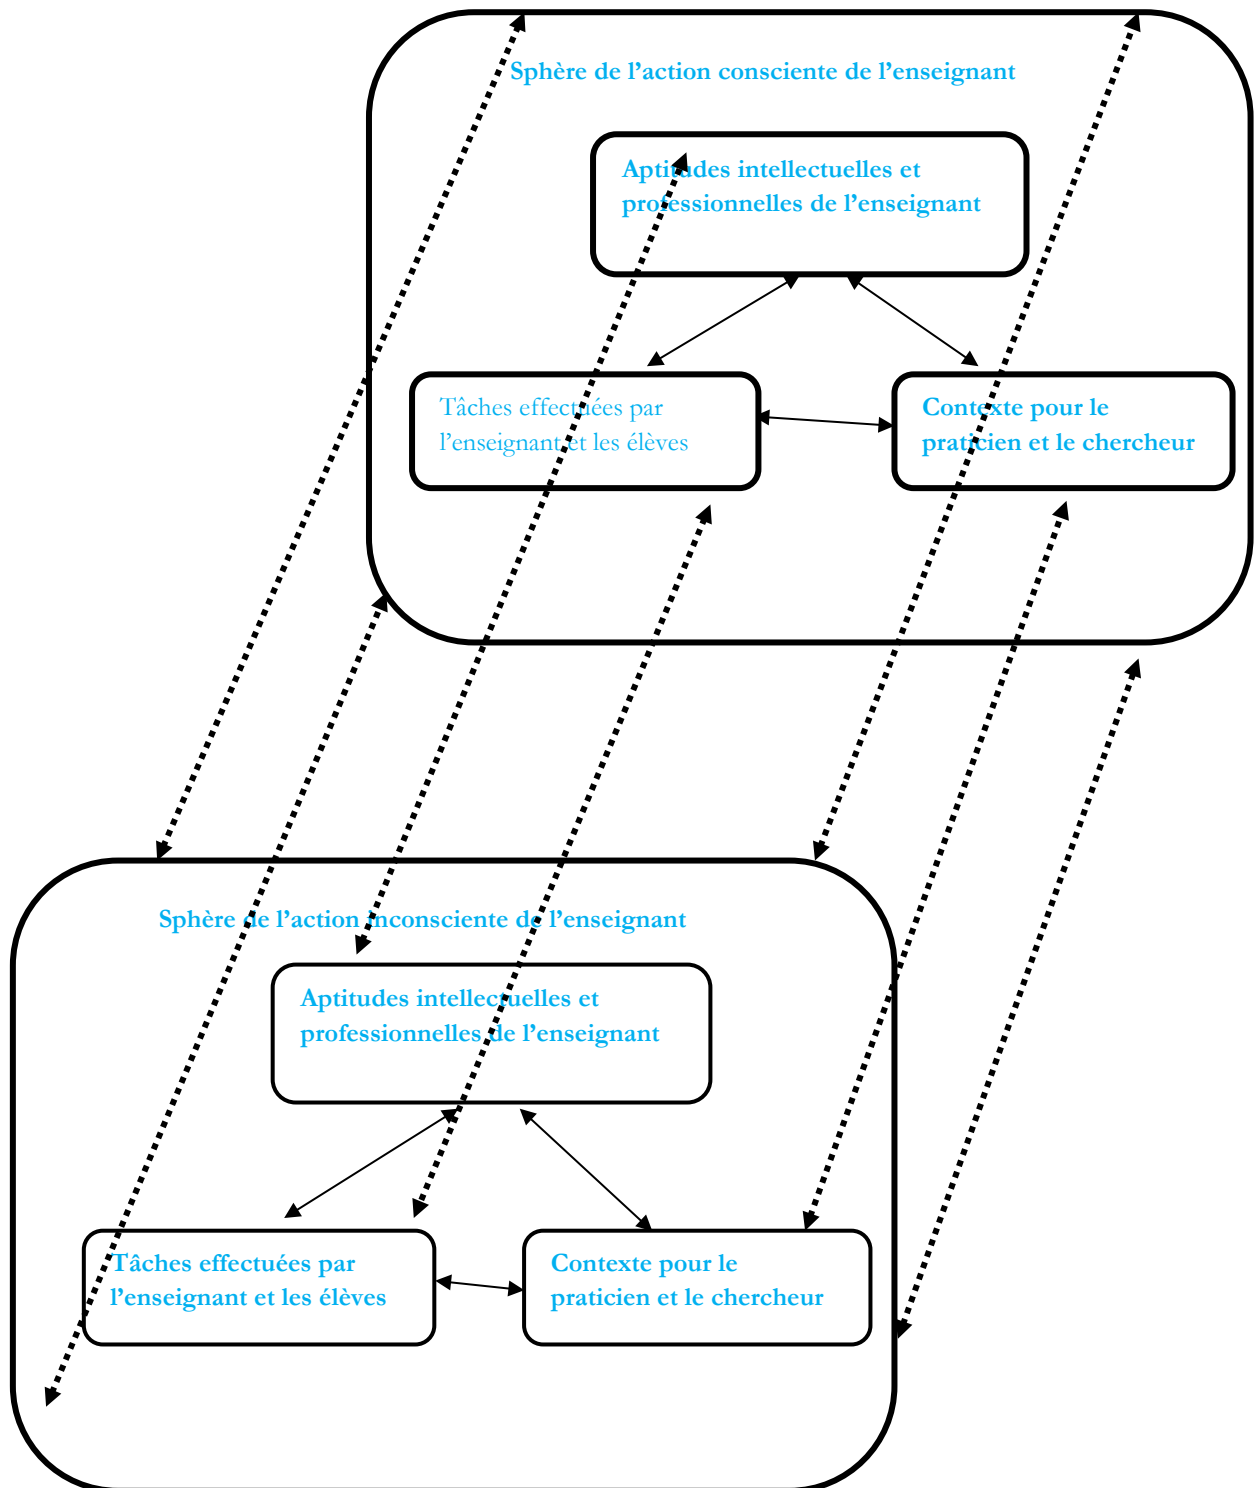 Sphère de l’action consciente de l’enseignant
Aptitudes intellectuelles et
professionnelles de l’enseignant
Tâches effectuées par
l’enseignant et les élèves
Contexte pour le
praticien et le chercheur
Sphère de l’action inconsciente de l’enseignant
Aptitudes intellectuelles et
professionnelles de l’enseignant
Tâches effectuées par
l’enseignant et les élèves
Contexte pour le
praticien et le chercheur